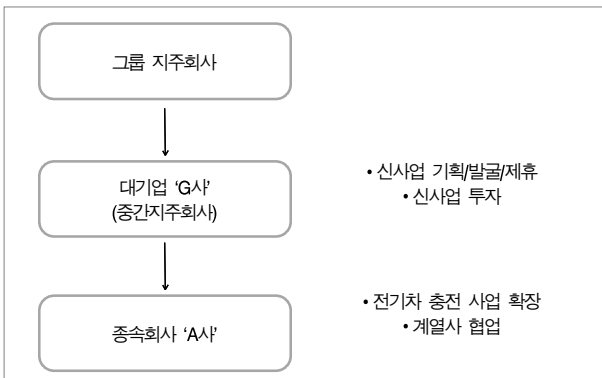 그룹 지주회사
대기업 ‘G사’
(중간지주회사)
• 신사업 기획/발굴/제휴
• 신사업 투자
종속회사 ‘A사’
• 전기차 충전 사업 확장
• 계열사 협업